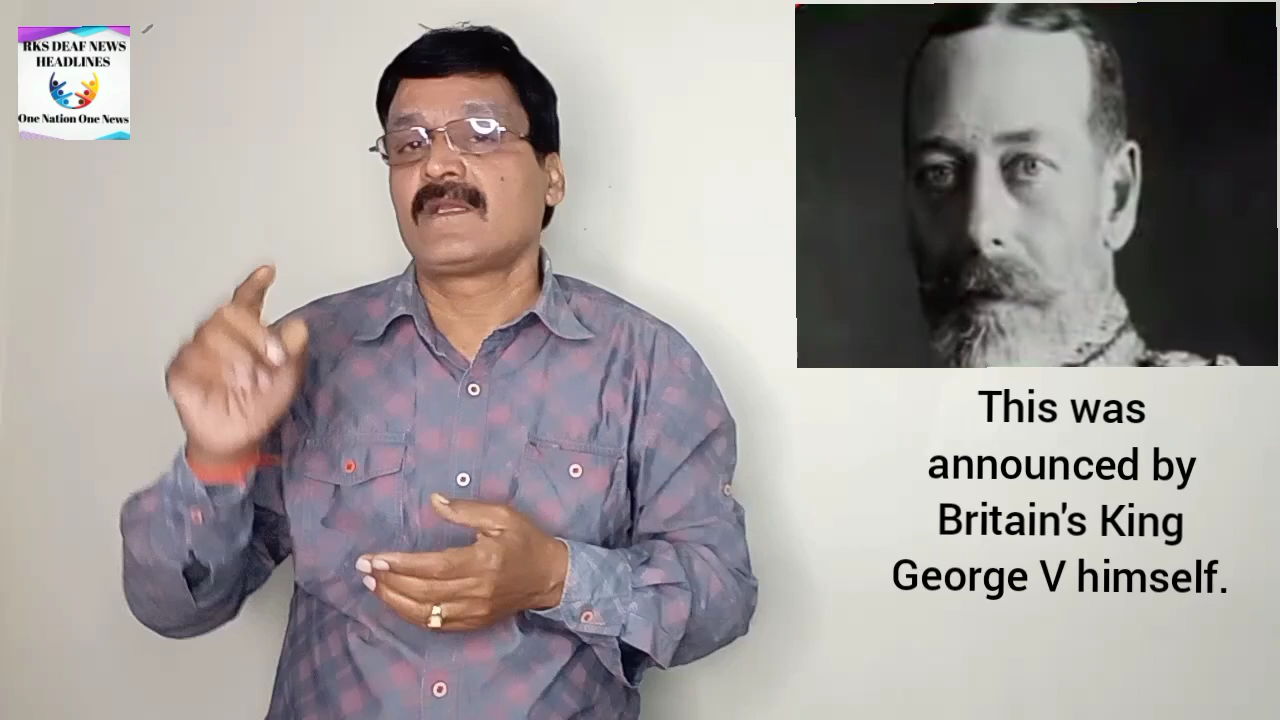 RKS DEAF NEWS
HEADLINES
One Nation One News
This was
announced by
Britain's King
George V himself.